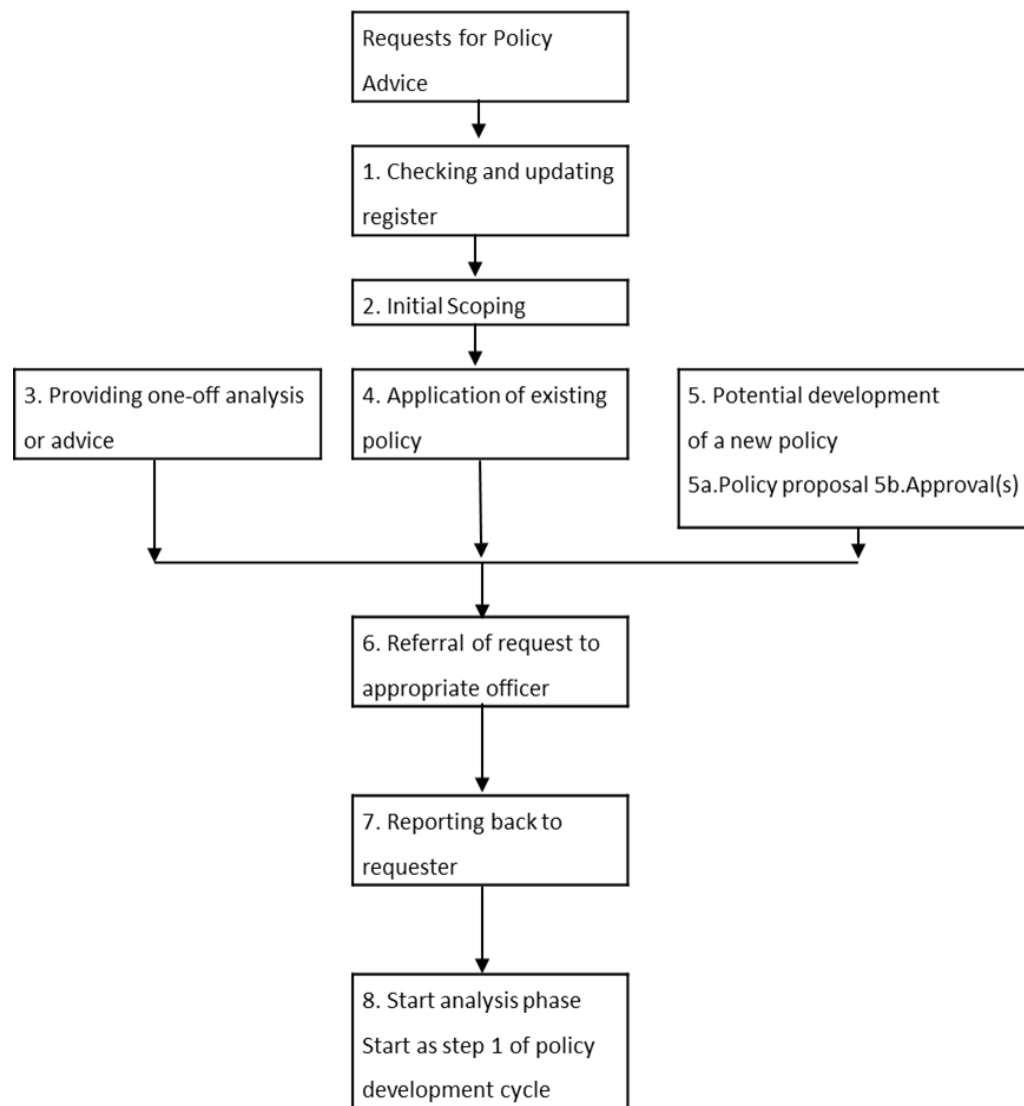 Requests for Policy
Advice
1. Checking and updating
register
2. Initial Scoping
3. Providing one-off analysis
or advice
4. Application of existing
policy
5. Potential development
of a new policy
5a.Policy proposal 5b.Approval(s)
6. Referral of request to
appropriate officer
7. Reporting back to
requester
8. Start analysis phase
Start as step 1 of policy
development cycle